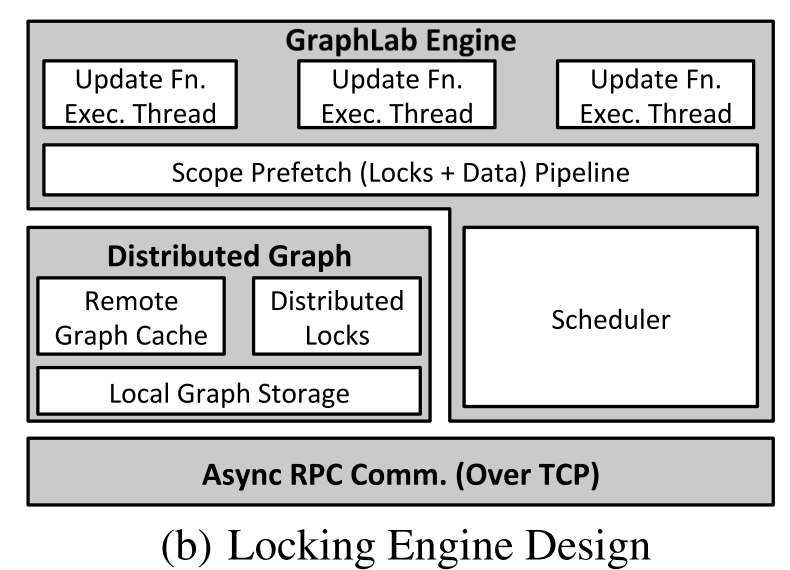 GraphLab Engine
Update Fn.
Exec. Thread
Update Fn.
Exec. Thread
Update Fn.
Exec. Thread
Scope Prefetch (Locks + Data) Pipeline
Distributed Graph
Remote
Graph Cache
Distributed
Locks
Local Graph Storage
Scheduler
Async RPC Comm. (Over TCP)
(b) Locking Engine Design